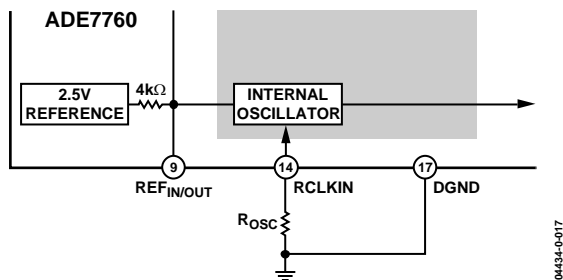 ADE7760
2.5V
REFERENCE
4kΩ
INTERNAL
OSCILLATOR
9
14
17
REFIN/OUT
RCLKIN
DGND
ROSC
04434-0-017